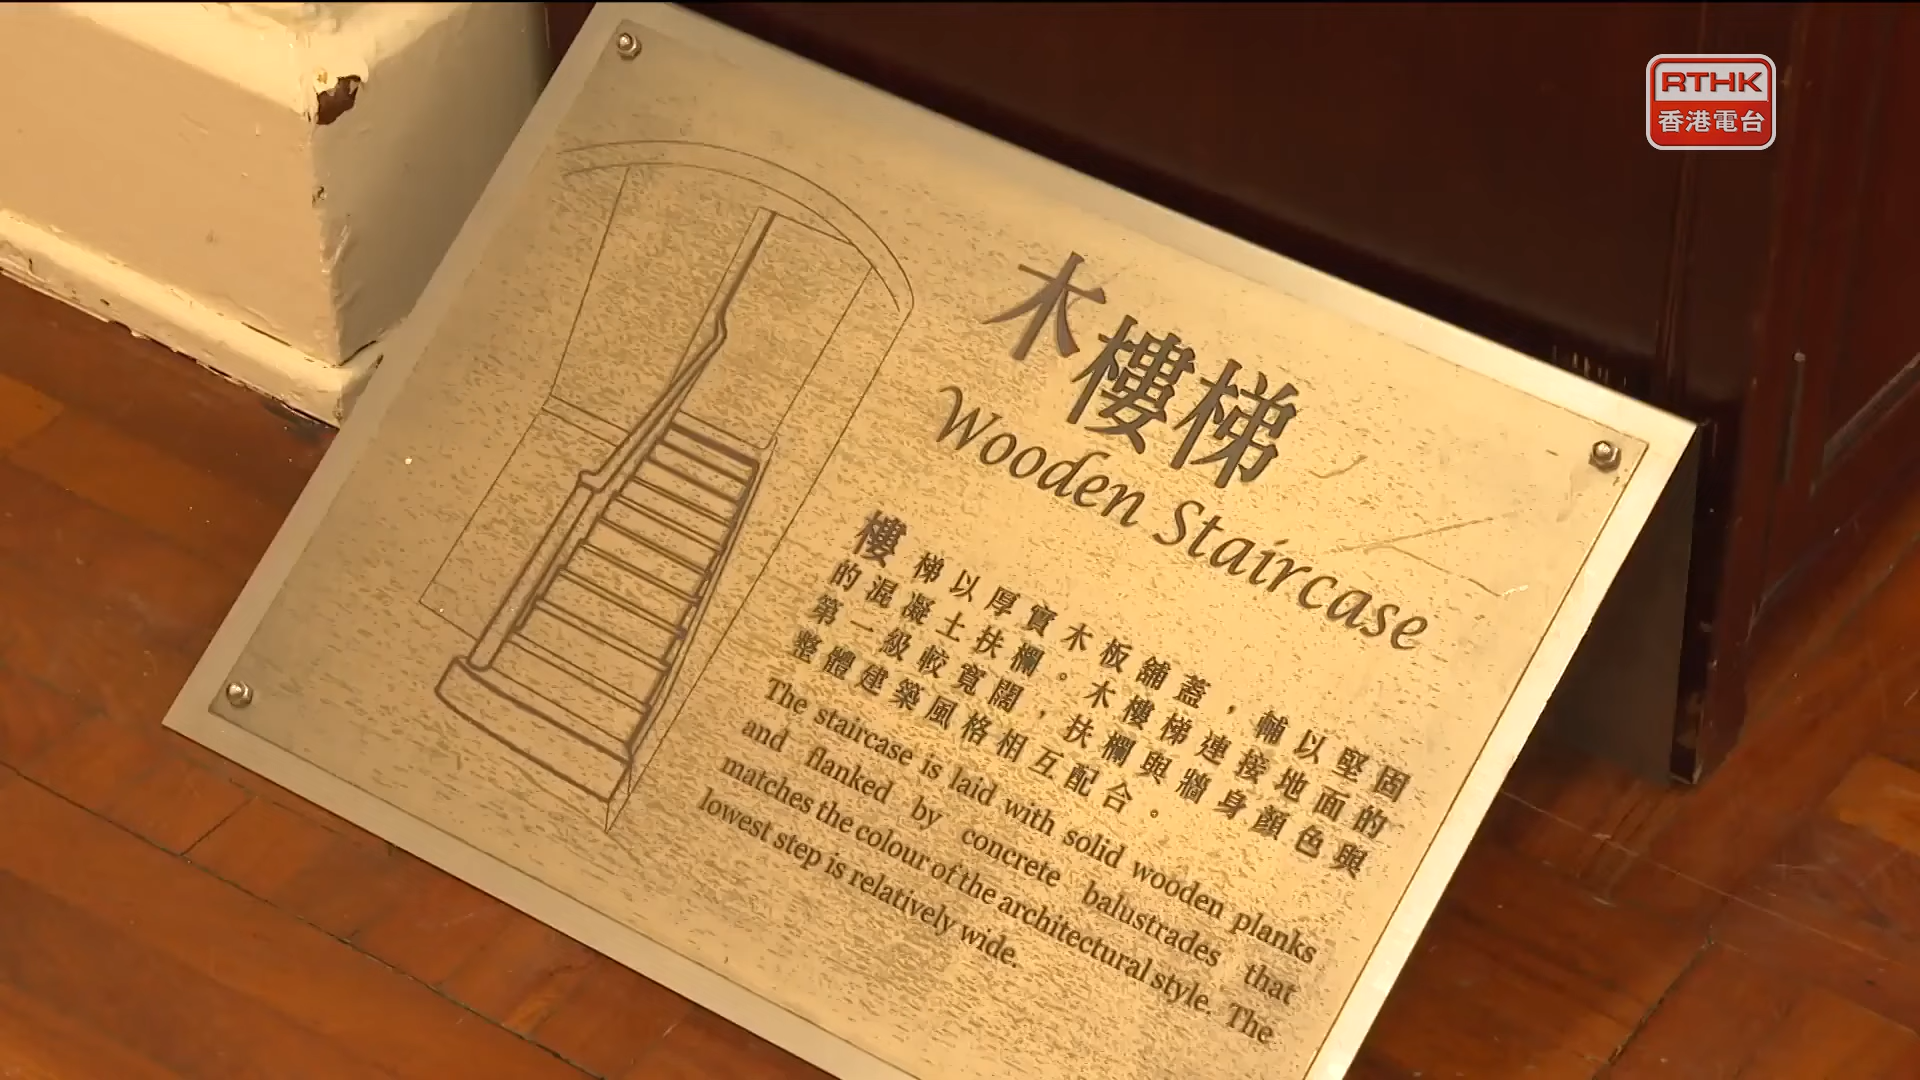 RTHK
香港電台
木樓梯
Wooden Staircase
樓梯以厚實木板舖蓋，輔以堅固
的混凝土扶欄。木樓梯連接地面的
第一級較寬闊，扶欄與牆身顏色與
整體建築風格相互配合。
The staircase is laid with solid wooden planks
and flanked by concrete balustrades that
matches the colour of the architectural style. The
lowest step is relatively wide.